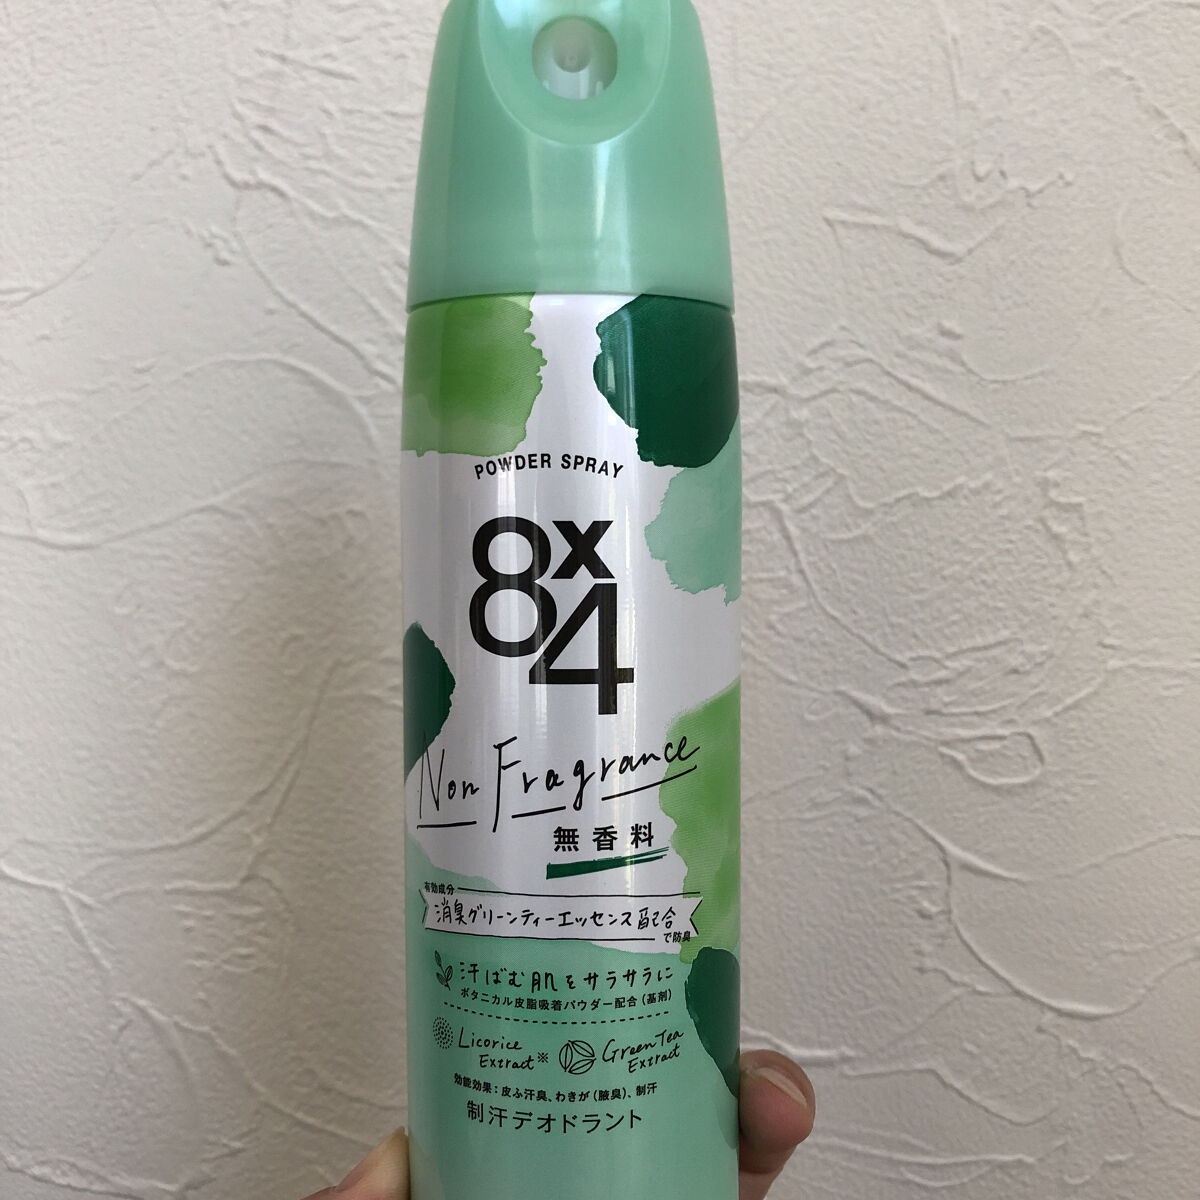 POWDER SPRAY
8x4
Non Fragrance
無香料
有効成分
消臭グリーンティーエッセンス配合
で防臭
汗ばむ肌をサラサラに
ボタニカル皮脂吸着パウダー配合(基剤)
Licorice
Extract※
Green Tea
Extract
効能効果:皮ふ汗臭、わきが(腋臭)、制汗
制汗デオドラント